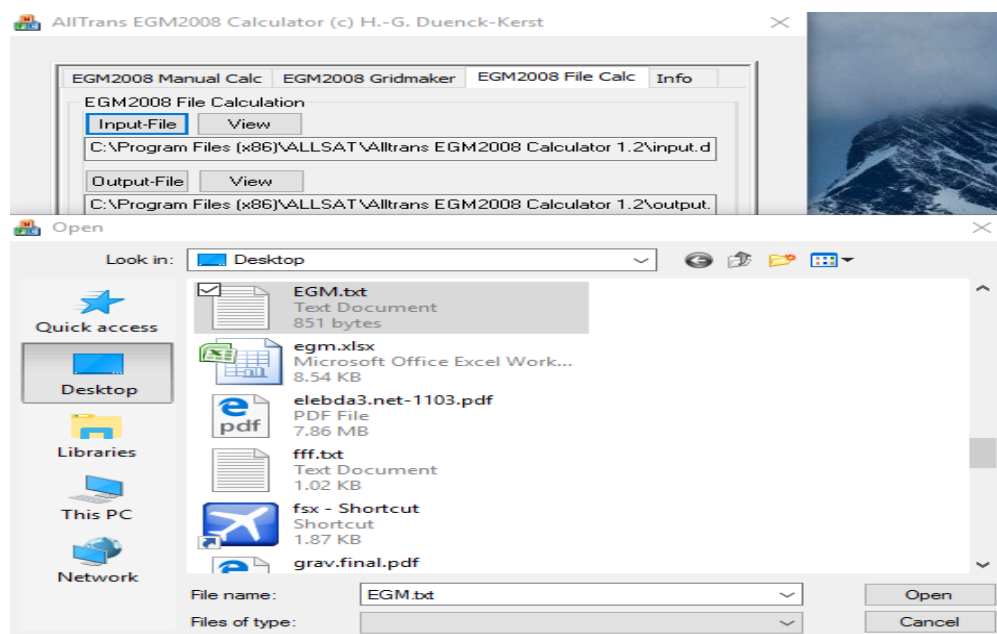 AllTrans EGM2008 Calculator (c) H.-G. Duenck-Kerst
EGM2008 Manual Calc EGM2008 Gridmaker EGM2008 File Calc Info
EGM2008 File Calculation
Input-File View
C:\Program Files (x86)\ALLSAT\Alltrans EGM2008 Calculator 1.2\input.d
Output-File View
C:\Program Files (x86)\ALLSAT\Alltrans EGM2008 Calculator 1.2\output.
Open
Look in: Desktop
Quick access
Desktop
Libraries
This PC
Network
EGM.txt
Text Document
851 bytes
egm.xlsx
Microsoft Office Excel Work...
8.54 KB
pdf
elebda3.net-1103.pdf
PDF File
7.86 MB
fff.txt
Text Document
1.02 KB
fsx - Shortcut
Shortcut
1.87 KB
grav.final.pdf
File name: EGM.txt Open
Files of type: Cancel